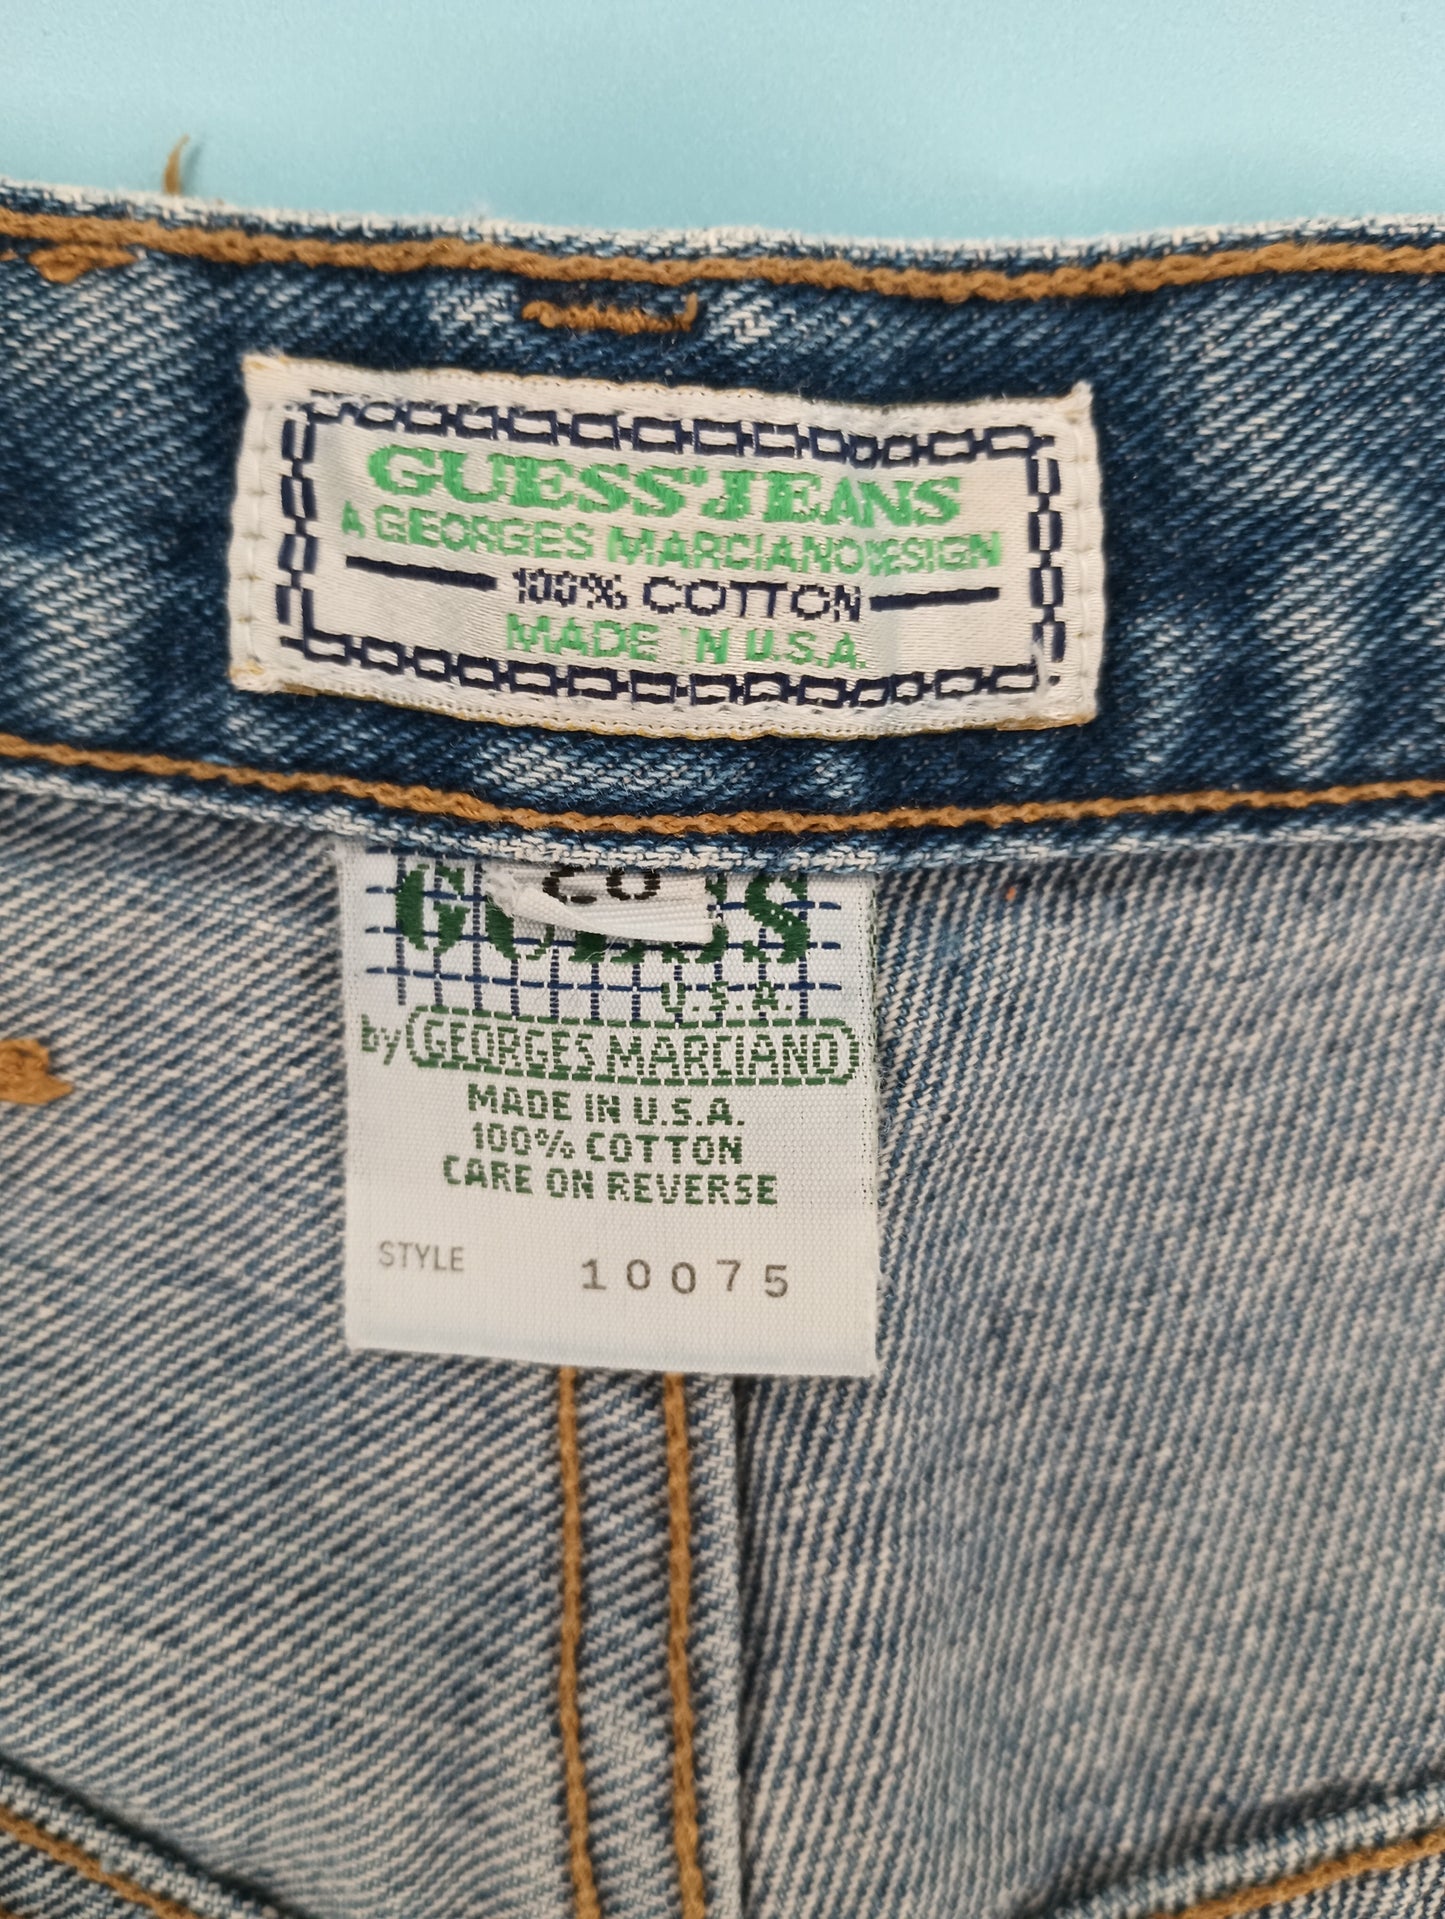 GUESS? JEANS
A GEORGES MARCIANO DESIGN
100% COTTON
MADE IN U.S.A.
GUESS
U.S.A.
by GEORGES MARCIANO
MADE IN U.S.A.
100% COTTON
CARE ON REVERSE
STYLE 10075